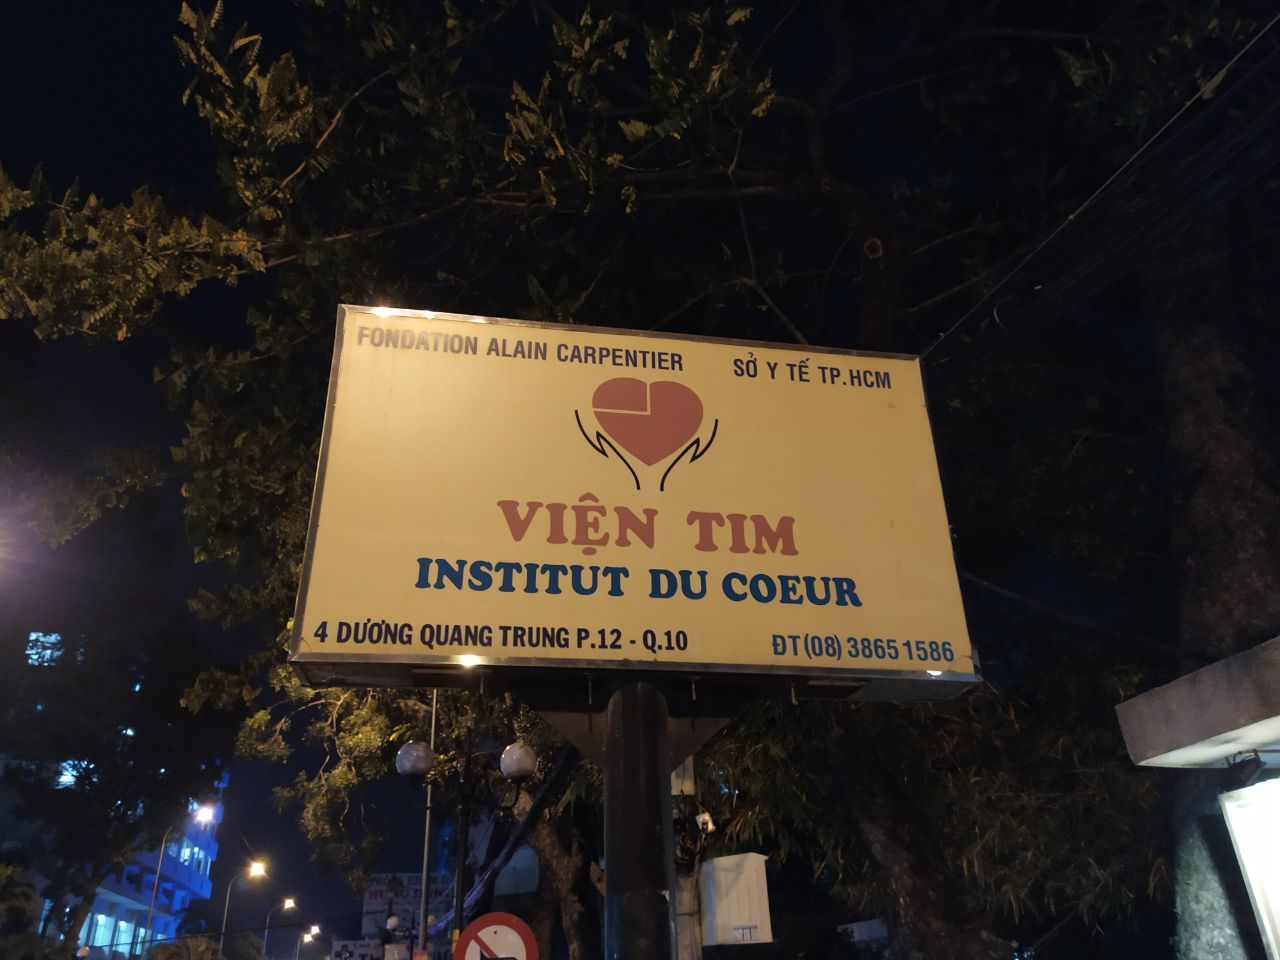 FONDATION ALAIN CARPENTIER SỞ Y TẾ TP.HCM
VIỆN TIM
INSTITUT DU COEUR
4 DƯƠNG QUANG TRUNG P.12 - Q.10 ĐT(08) 3865 1586